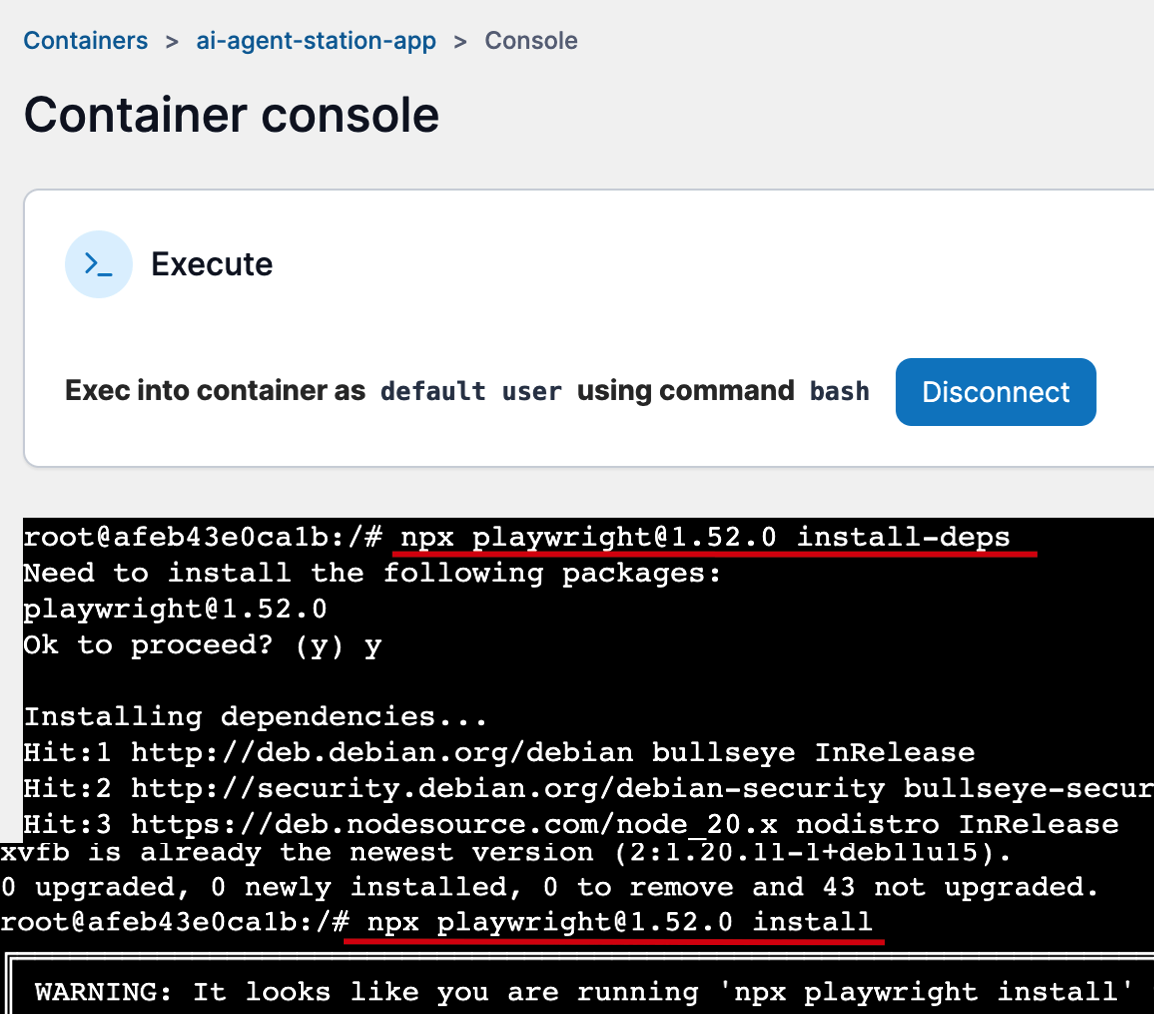 Containers > ai-agent-station-app > Console
Container console
>_ Execute
Exec into container as default user using command bash Disconnect
root@afeb43e0ca1b:/# npx playwright@1.52.0 install-deps
Need to install the following packages:
playwright@1.52.0
Ok to proceed? (y) y
Installing dependencies...
Hit:1 http://deb.debian.org/debian bullseye InRelease
Hit:2 http://security.debian.org/debian-security bullseye-secur
Hit:3 https://deb.nodesource.com/node_20.x nodistro InRelease
xvfb is already the newest version (2:1.20.11-1+deb11u15).
0 upgraded, 0 newly installed, 0 to remove and 43 not upgraded.
root@afeb43e0ca1b:/# npx playwright@1.52.0 install
WARNING: It looks like you are running 'npx playwright install'